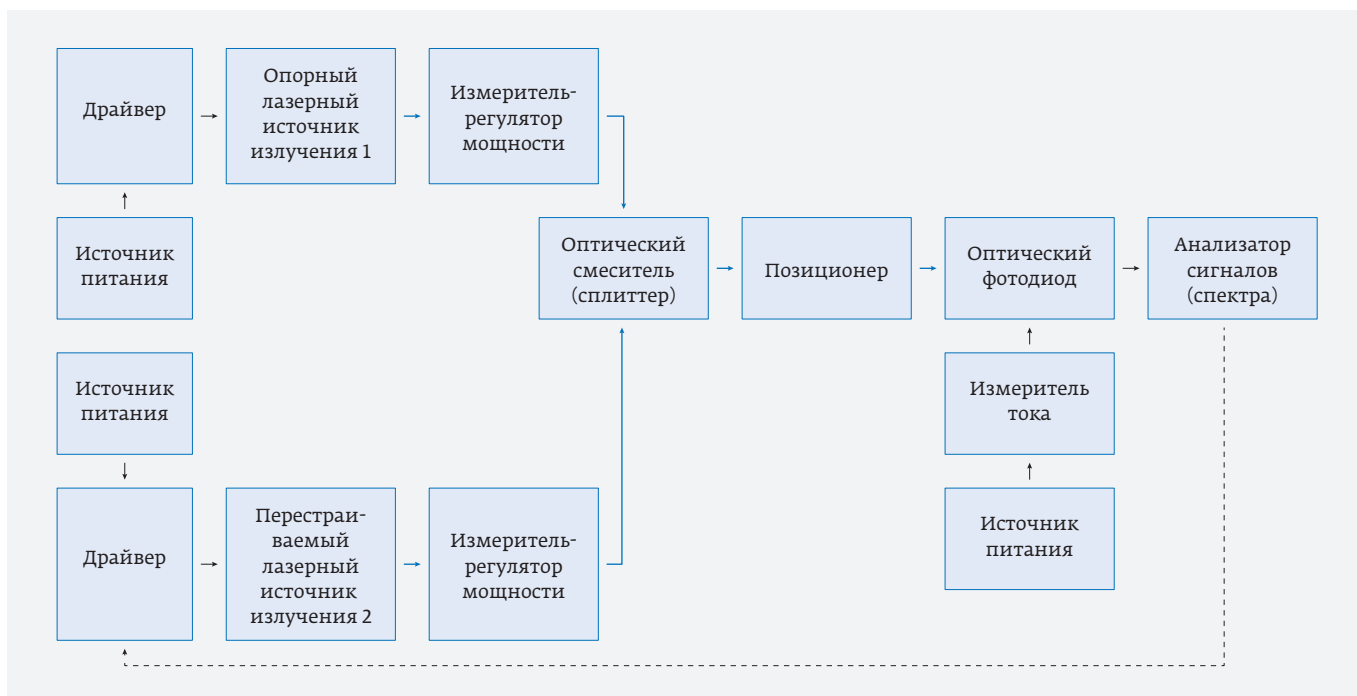 Драйвер
Опорный
лазерный
источник
излучения 1
Измеритель-
регулятор
мощности
Источник
питания
Оптический
смеситель
(сплиттер)
Позиционер
Оптический
фотодиод
Анализатор
сигналов
(спектра)
Источник
питания
Измеритель
тока
Драйвер
Перестраи-
ваемый
лазерный
источник
излучения 2
Измеритель-
регулятор
мощности
Источник
питания